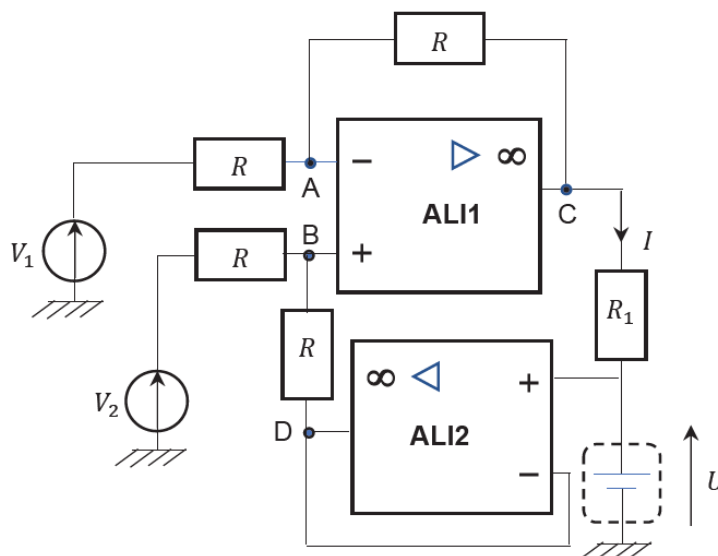 R
R
A
−
▷ ∞
ALI1
C
V₁
B
R
+
I
R
R₁
V₂
∞ ◁
+
D
ALI2
−
U